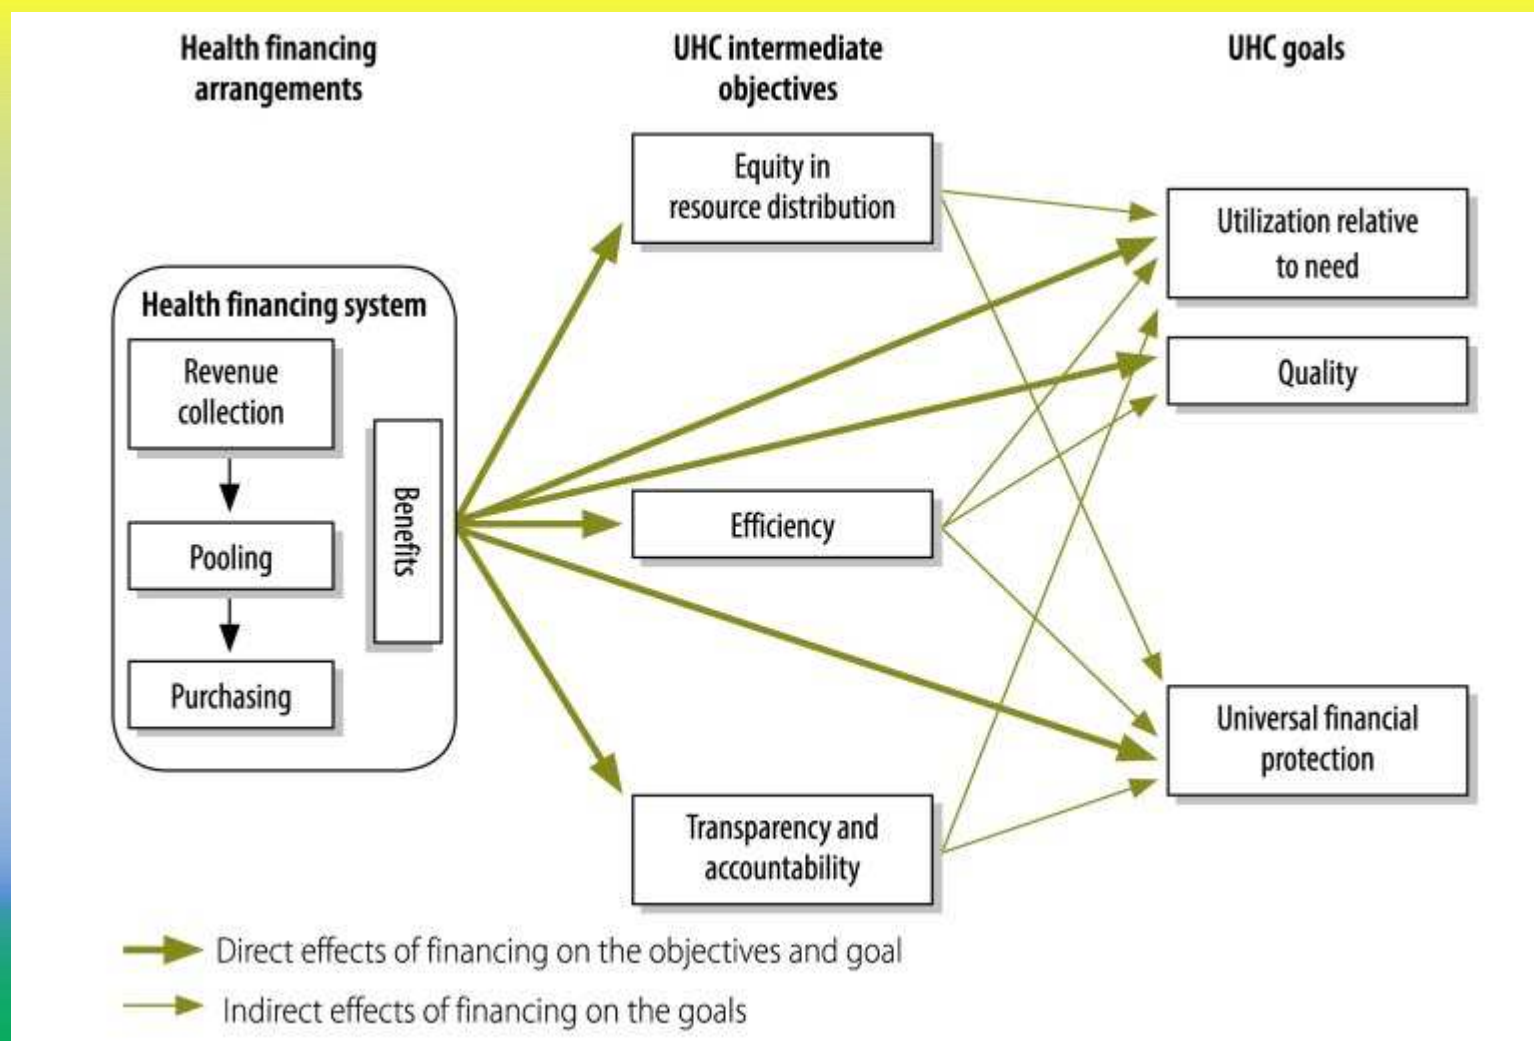 Health financing
arrangements
UHC intermediate
objectives
UHC goals
Equity in
resource distribution
Utilization relative
to need
Health financing system
Revenue
collection
Quality
Benefits
Efficiency
Pooling
Purchasing
Universal financial
protection
Transparency and
accountability
Direct effects of financing on the objectives and goal
Indirect effects of financing on the goals